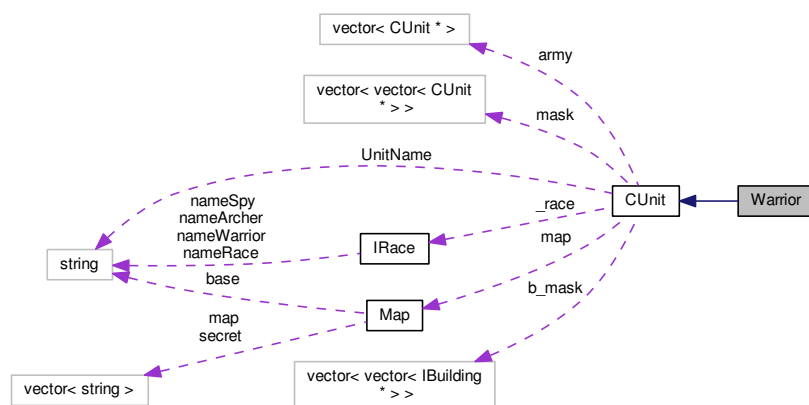 vector< CUnit * >
army
vector< vector< CUnit
* > >
mask
UnitName
nameSpy
nameArcher
nameWarrior
nameRace
_race
CUnit
Warrior
string
IRace
map
base
b_mask
Map
map
secret
vector< string >
vector< vector< IBuilding
* > >